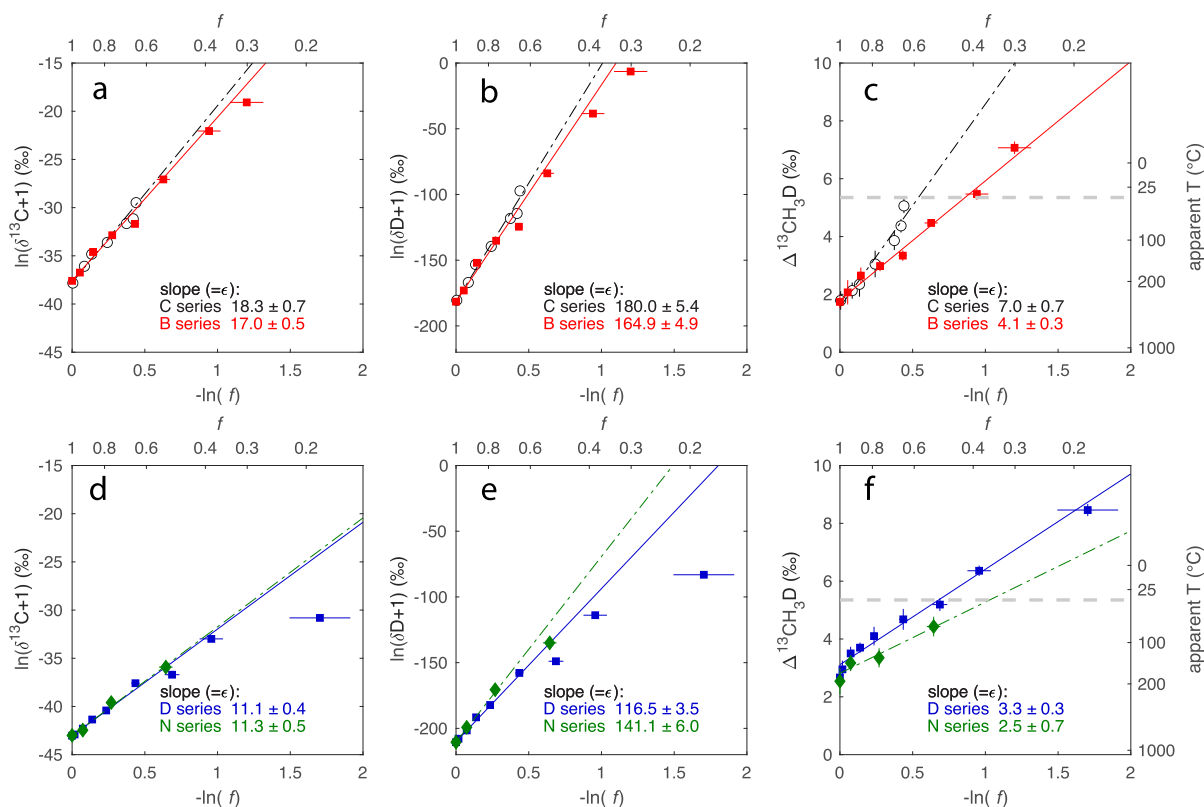 f
1 0.8 0.6 0.4 0.3 0.2
a
ln(δ¹³C+1) (‰)
-15
-20
-25
-30
-35
-40
-45
slope (=ϵ):
C series 18.3 ± 0.7
B series 17.0 ± 0.5
0 0.5 1 1.5 2
-ln( f)
f
1 0.8 0.6 0.4 0.3 0.2
b
ln(δD+1) (‰)
0
-50
-100
-150
-200
slope (=ϵ):
C series 180.0 ± 5.4
B series 164.9 ± 4.9
0 0.5 1 1.5 2
-ln( f)
f
1 0.8 0.6 0.4 0.3 0.2
c
Δ¹³CH₃D (‰)
10
8
6
4
2
0
slope (=ϵ):
C series 7.0 ± 0.7
B series 4.1 ± 0.3
0 0.5 1 1.5 2
-ln( f)
0
25
100
200
1000
apparent T (°C)
f
1 0.8 0.6 0.4 0.3 0.2
d
ln(δ¹³C+1) (‰)
-15
-20
-25
-30
-35
-40
-45
slope (=ϵ):
D series 11.1 ± 0.4
N series 11.3 ± 0.5
0 0.5 1 1.5 2
-ln( f)
f
1 0.8 0.6 0.4 0.3 0.2
e
ln(δD+1) (‰)
0
-50
-100
-150
-200
slope (=ϵ):
D series 116.5 ± 3.5
N series 141.1 ± 6.0
0 0.5 1 1.5 2
-ln( f)
f
1 0.8 0.6 0.4 0.3 0.2
f
Δ¹³CH₃D (‰)
10
8
6
4
2
0
slope (=ϵ):
D series 3.3 ± 0.3
N series 2.5 ± 0.7
0 0.5 1 1.5 2
-ln( f)
0
25
100
200
1000
apparent T (°C)